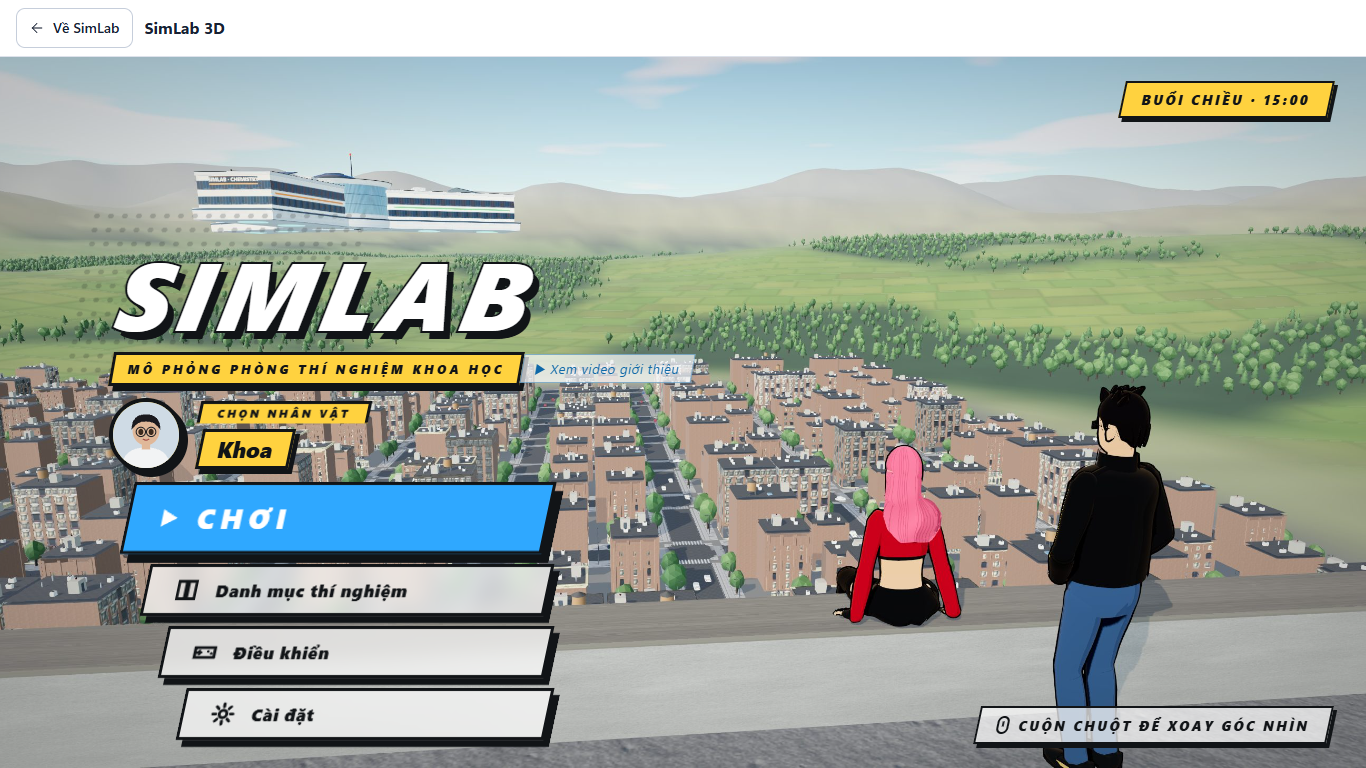 Về SimLab
SimLab 3D
BUỔI CHIỀU · 15:00
SIMLAB - CHEMISTRY
SIMLAB
MÔ PHỎNG PHÒNG THÍ NGHIỆM KHOA HỌC
Xem video giới thiệu
CHỌN NHÂN VẬT
Khoa
CHƠI
Danh mục thí nghiệm
Điều khiển
Cài đặt
CUỘN CHUỘT ĐỂ XOAY GÓC NHÌN